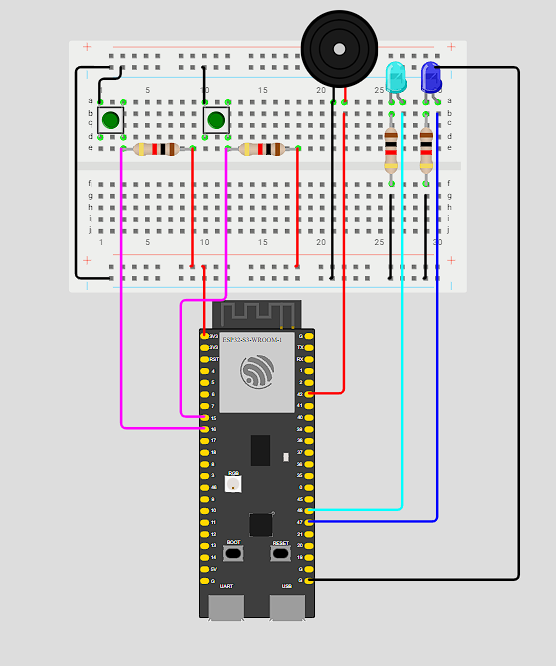 5 10 15 20 25 30
a a
b b
c c
d d
e e
f f
g g
h h
i i
j j
1 5 10 15 20 25 30
ESP32-S3-WROOM-1
3V3 G
3V3 TX
RST RX
4 1
5 2
6 42
7 41
15 40
16 39
17 38
18 37
8 36
3 35
46 0
9 45
10 48
11 47
12 21
13 20
14 19
5V G
G G
RGB
BOOT RESET
UART USB